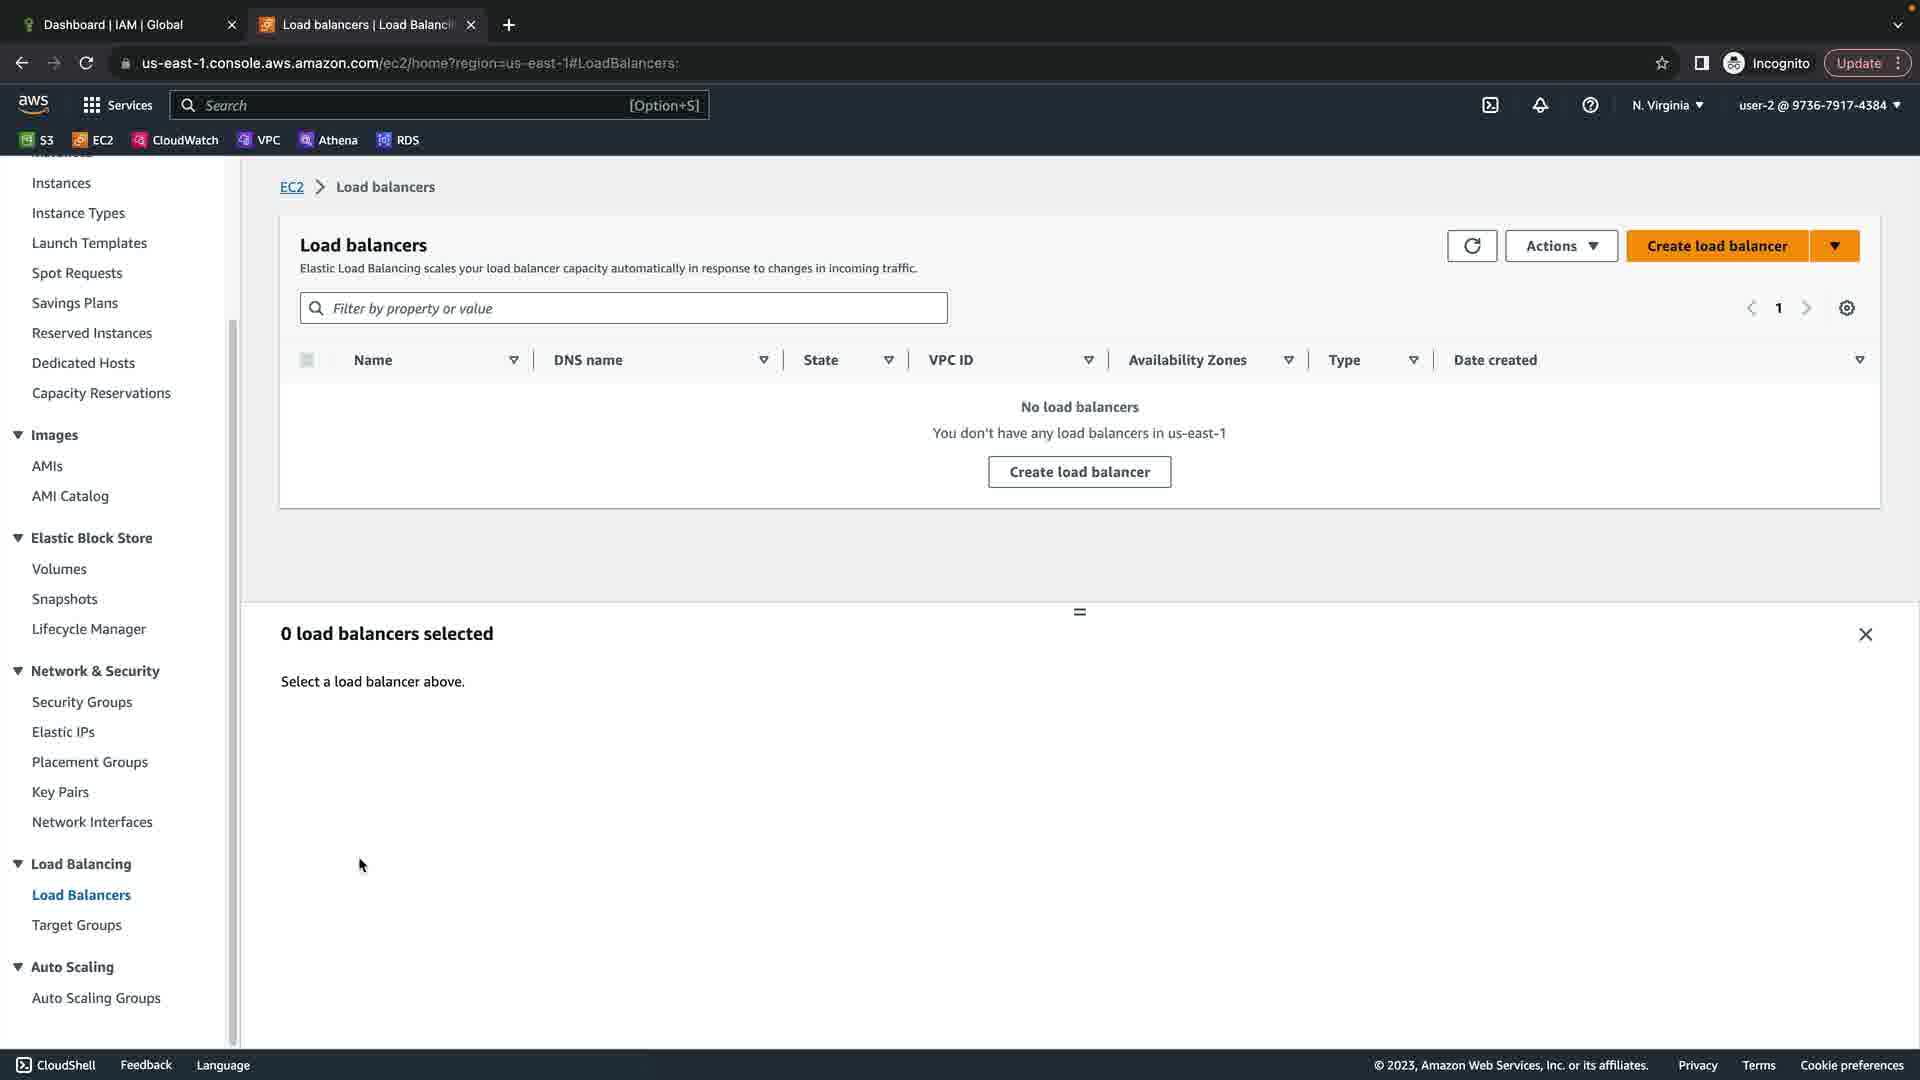 Dashboard | IAM | Global
Load balancers | Load Balanci
us-east-1.console.aws.amazon.com/ec2/home?region=us-east-1#LoadBalancers:
Incognito
Update
aws
Services
Search
[Option+S]
N. Virginia
user-2 @ 9736-7917-4384
S3
EC2
CloudWatch
VPC
Athena
RDS
Instances
Instances
Instance Types
Launch Templates
Spot Requests
Savings Plans
Reserved Instances
Dedicated Hosts
Capacity Reservations
Images
AMIs
AMI Catalog
Elastic Block Store
Volumes
Snapshots
Lifecycle Manager
Network & Security
Security Groups
Elastic IPs
Placement Groups
Key Pairs
Network Interfaces
Load Balancing
Load Balancers
Target Groups
Auto Scaling
Auto Scaling Groups
EC2
Load balancers
Load balancers
Elastic Load Balancing scales your load balancer capacity automatically in response to changes in incoming traffic.
Actions
Create load balancer
Filter by property or value
1
Name
DNS name
State
VPC ID
Availability Zones
Type
Date created
No load balancers
You don't have any load balancers in us-east-1
Create load balancer
0 load balancers selected
Select a load balancer above.
CloudShell
Feedback
Language
© 2023, Amazon Web Services, Inc. or its affiliates.
Privacy
Terms
Cookie preferences